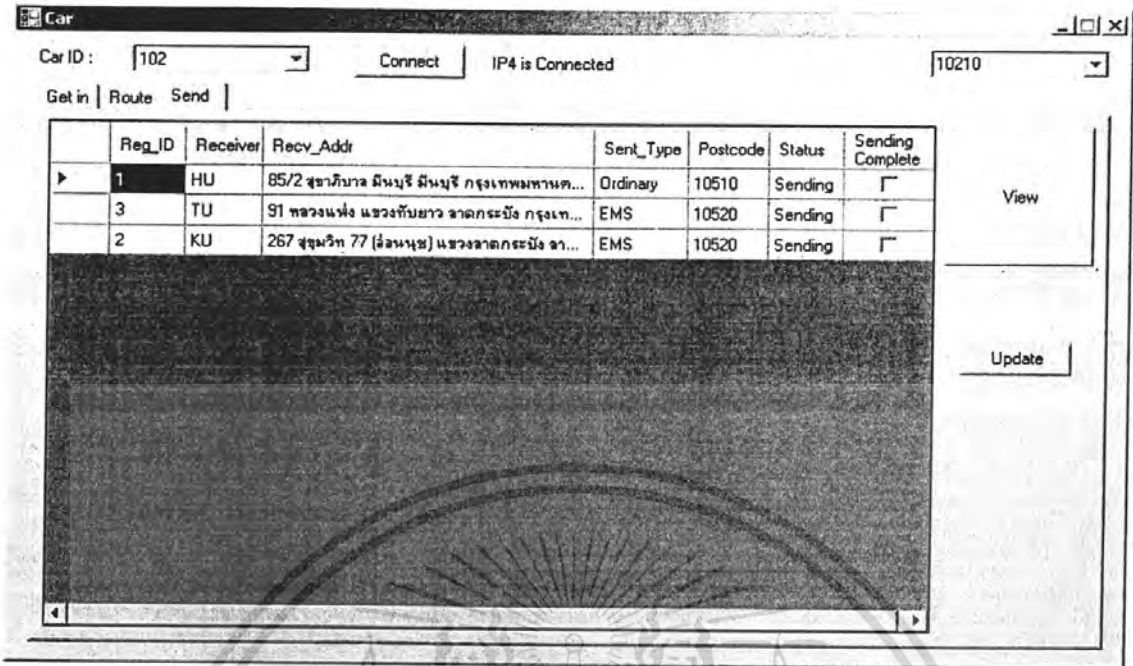 Car
Car ID : 102 Connect IP4 is Connected 10210
Get in Route Send
Reg_ID Receiver Recv_Addr Sent_Type Postcode Status Sending Complete
1 HU 85/2 สุขาภิบาล มีนบุรี มีนบุรี กรุงเทพมหานค... Ordinary 10510 Sending
3 TU 91 หลวงแพ่ง แขวงทับยาว ลาดกระบัง กรุงเท... EMS 10520 Sending
2 KU 267 สุขุมวิท 77 (อ่อนนุช) แขวงลาดกระบัง ลา... EMS 10520 Sending
View
Update